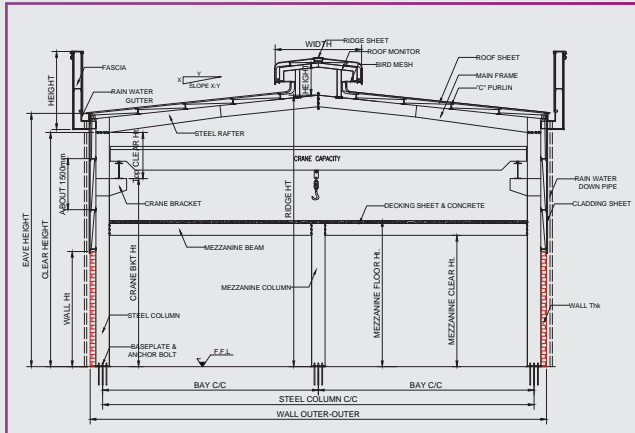 WIDTH
RIDGE SHEET
ROOF MONITOR
BIRD MESH
HEIGHT
ROOF SHEET
MAIN FRAME
"C" PURLIN
FASCIA
HEIGHT
RAIN WATER
GUTTER
X
Y
SLOPE X:Y
STEEL RAFTER
CLEAR Ht
CRANE CAPACITY
ABOUT 1500mm
CRANE BRACKET
RIDGE HT
DECKING SHEET & CONCRETE
RAIN WATER
DOWN PIPE
CLADDING SHEET
EAVE HEIGHT
CLEAR HEIGHT
WALL Ht
CRANE BKT Ht
MEZZANINE BEAM
MEZZANINE COLUMN
MEZZANINE FLOOR Ht.
MEZZANINE CLEAR Ht.
WALL Thk
STEEL COLUMN
BASEPLATE &
ANCHOR BOLT
F.F.L
BAY C/C
BAY C/C
STEEL COLUMN C/C
WALL OUTER-OUTER